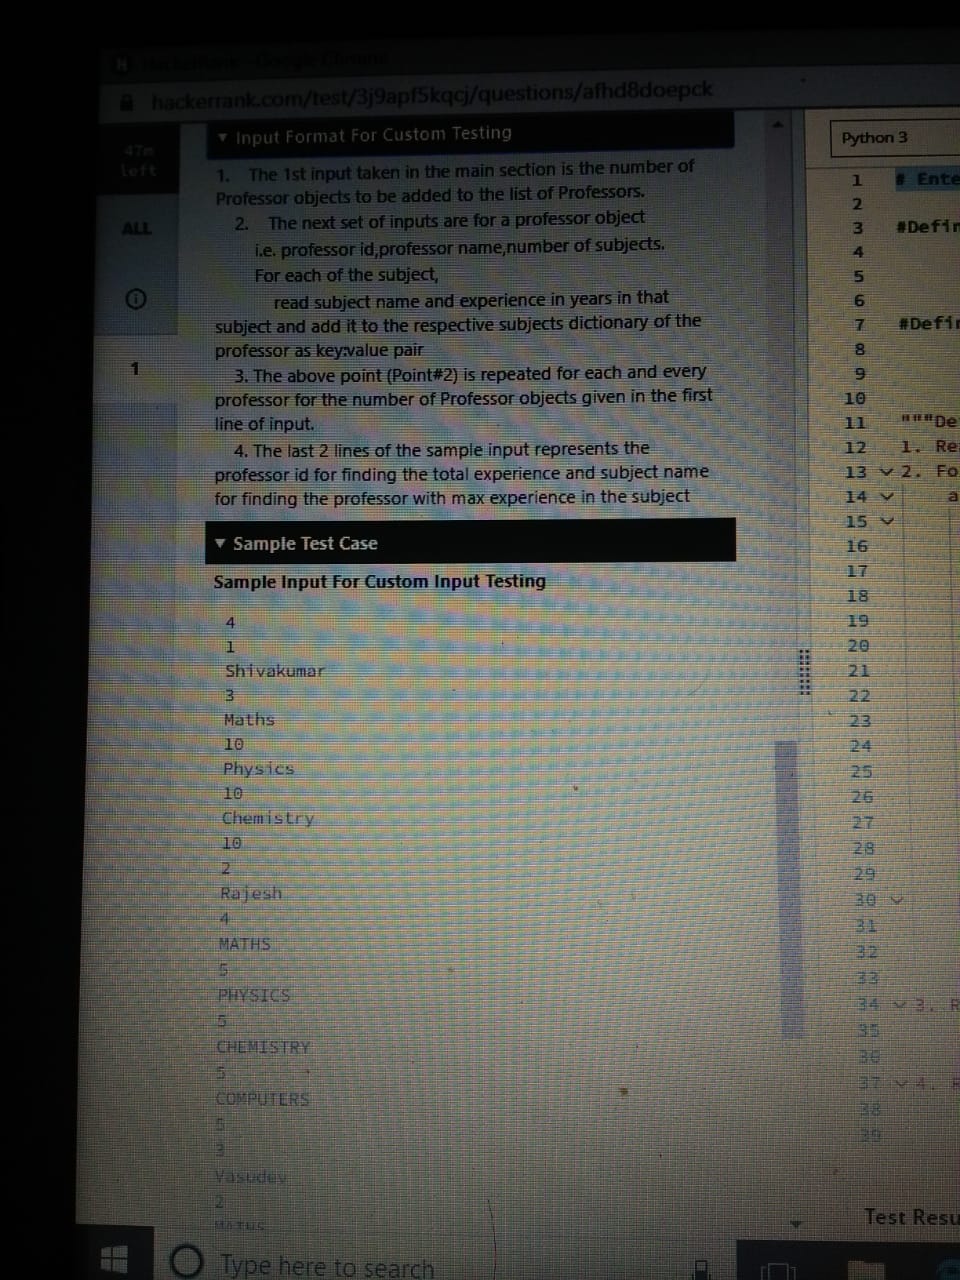 HackerRank - Google Chrome
hackerrank.com/test/3j9apf5kqcj/questions/afhd8doepck
47m
left
ALL
1
▼ Input Format For Custom Testing
1. The 1st input taken in the main section is the number of
Professor objects to be added to the list of Professors.
2. The next set of inputs are for a professor object
i.e. professor id,professor name,number of subjects.
For each of the subject,
read subject name and experience in years in that
subject and add it to the respective subjects dictionary of the
professor as key:value pair
3. The above point (Point#2) is repeated for each and every
professor for the number of Professor objects given in the first
line of input.
4. The last 2 lines of the sample input represents the
professor id for finding the total experience and subject name
for finding the professor with max experience in the subject
▼ Sample Test Case
Sample Input For Custom Input Testing
4
1
Shivakumar
3
Maths
10
Physics
10
Chemistry
10
2
Rajesh
4
MATHS
5
PHYSICS
5
CHEMISTRY
5
COMPUTERS
5
3
Vasudev
2
MATHS
Python 3
1 # Ente
2
3 #Defin
4
5
6
7 #Defin
8
9
10
11 """De
12 1. Re
13 2. Fo
14 a
15
16
17
18
19
20
21
22
23
24
25
26
27
28
29
30
31
32
33
34 3. R
35
36
37 4. R
38
39
Test Resu
Type here to search